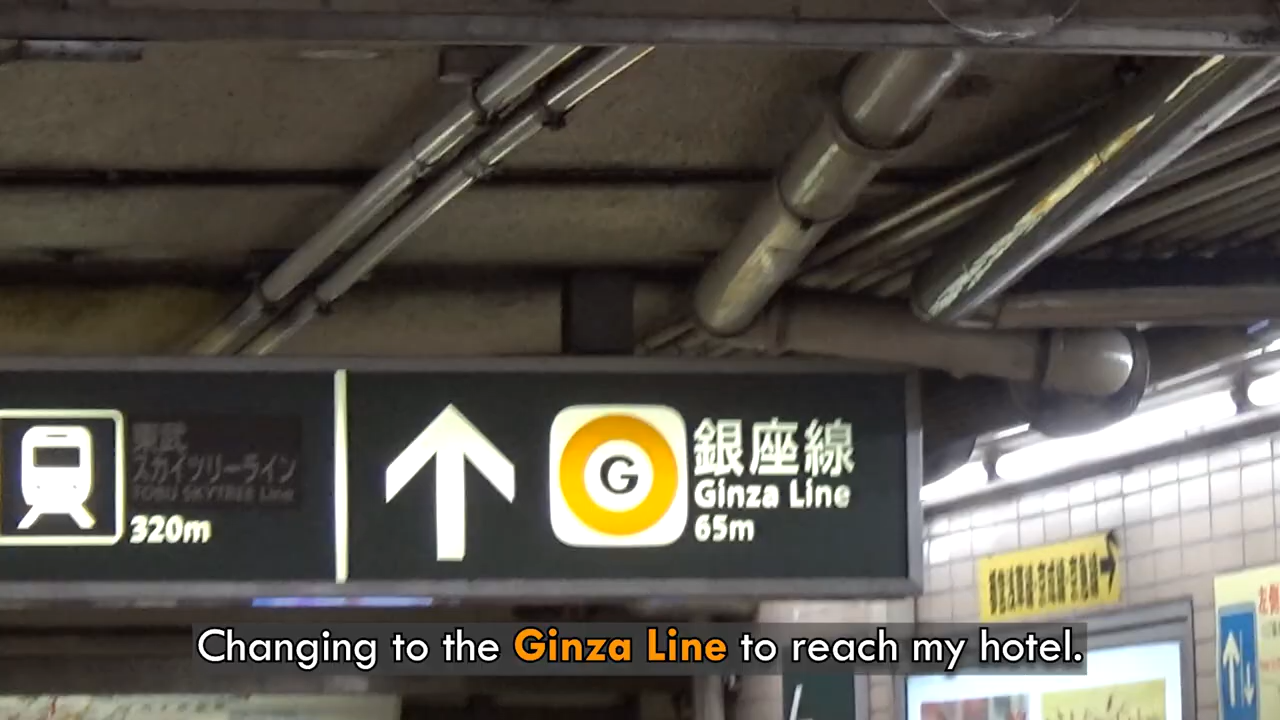 東武
スカイツリーライン
TOBU SKYTREE Line
320m
G
銀座線
Ginza Line
65m
Changing to the Ginza Line to reach my hotel.